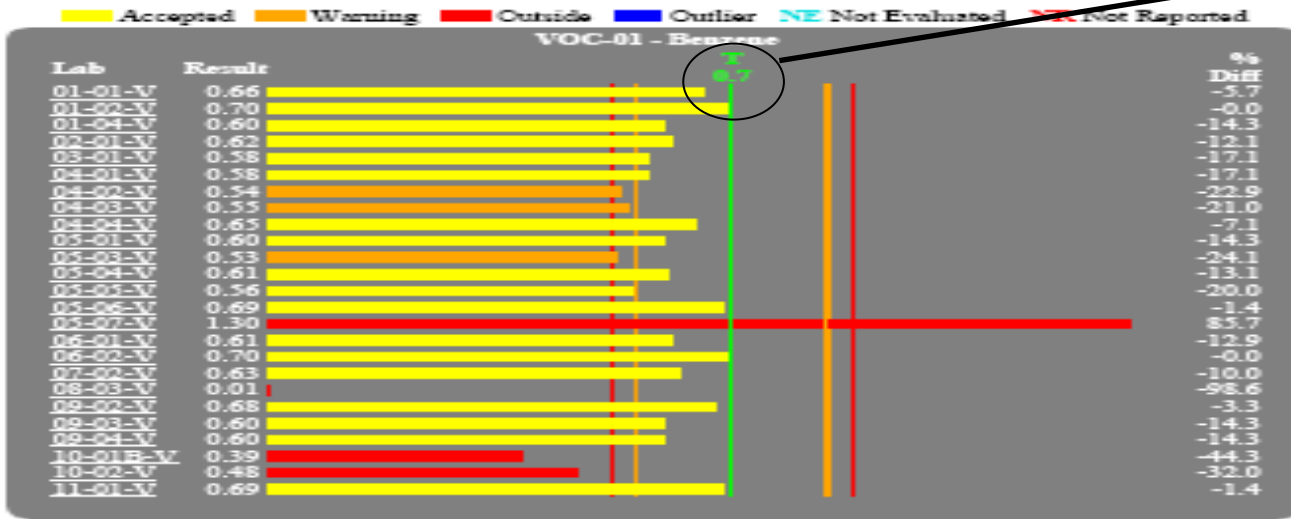 Accepted Warning Outside Outlier NE Not Evaluated NR Not Reported
VOC-01 - Benzene
T %
Lab Result 0.7 Diff
01-01-V 0.66 -5.7
01-02-V 0.70 -0.0
01-04-V 0.60 -14.3
02-01-V 0.62 -12.1
03-01-V 0.58 -17.1
04-01-V 0.58 -17.1
04-02-V 0.54 -22.9
04-03-V 0.55 -21.0
04-04-V 0.65 -7.1
05-01-V 0.60 -14.3
05-03-V 0.53 -24.1
05-04-V 0.61 -13.1
05-05-V 0.56 -20.0
05-06-V 0.69 -1.4
05-07-V 1.30 85.7
06-01-V 0.61 -12.9
06-02-V 0.70 -0.0
07-02-V 0.63 -10.0
08-03-V 0.01 -98.6
09-02-V 0.68 -3.3
09-03-V 0.60 -14.3
09-04-V 0.60 -14.3
10-01B-V 0.39 -44.3
10-02-V 0.48 -32.0
11-01-V 0.69 -1.4